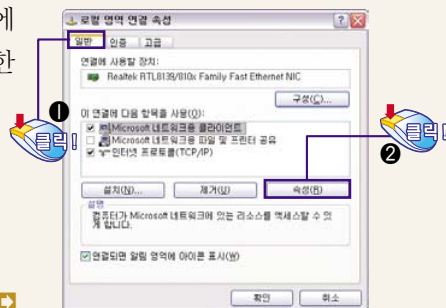 에
한
로컬 영역 연결 속성
일반 인증 고급
연결에 사용할 장치:
Realtek RTL8139/810x Family Fast Ethernet NIC
구성(C)...
이 연결에 다음 항목을 사용(O):
Microsoft 네트워크용 클라이언트
Microsoft 네트워크용 파일 및 프린터 공유
인터넷 프로토콜(TCP/IP)
설치(N)... 제거(U) 속성(R)
설명
컴퓨터가 Microsoft 네트워크에 있는 리소스를 액세스할 수 있
게 합니다.
연결되면 알림 영역에 아이콘 표시(W)
확인 취소
❶
클릭!
❷
클릭!